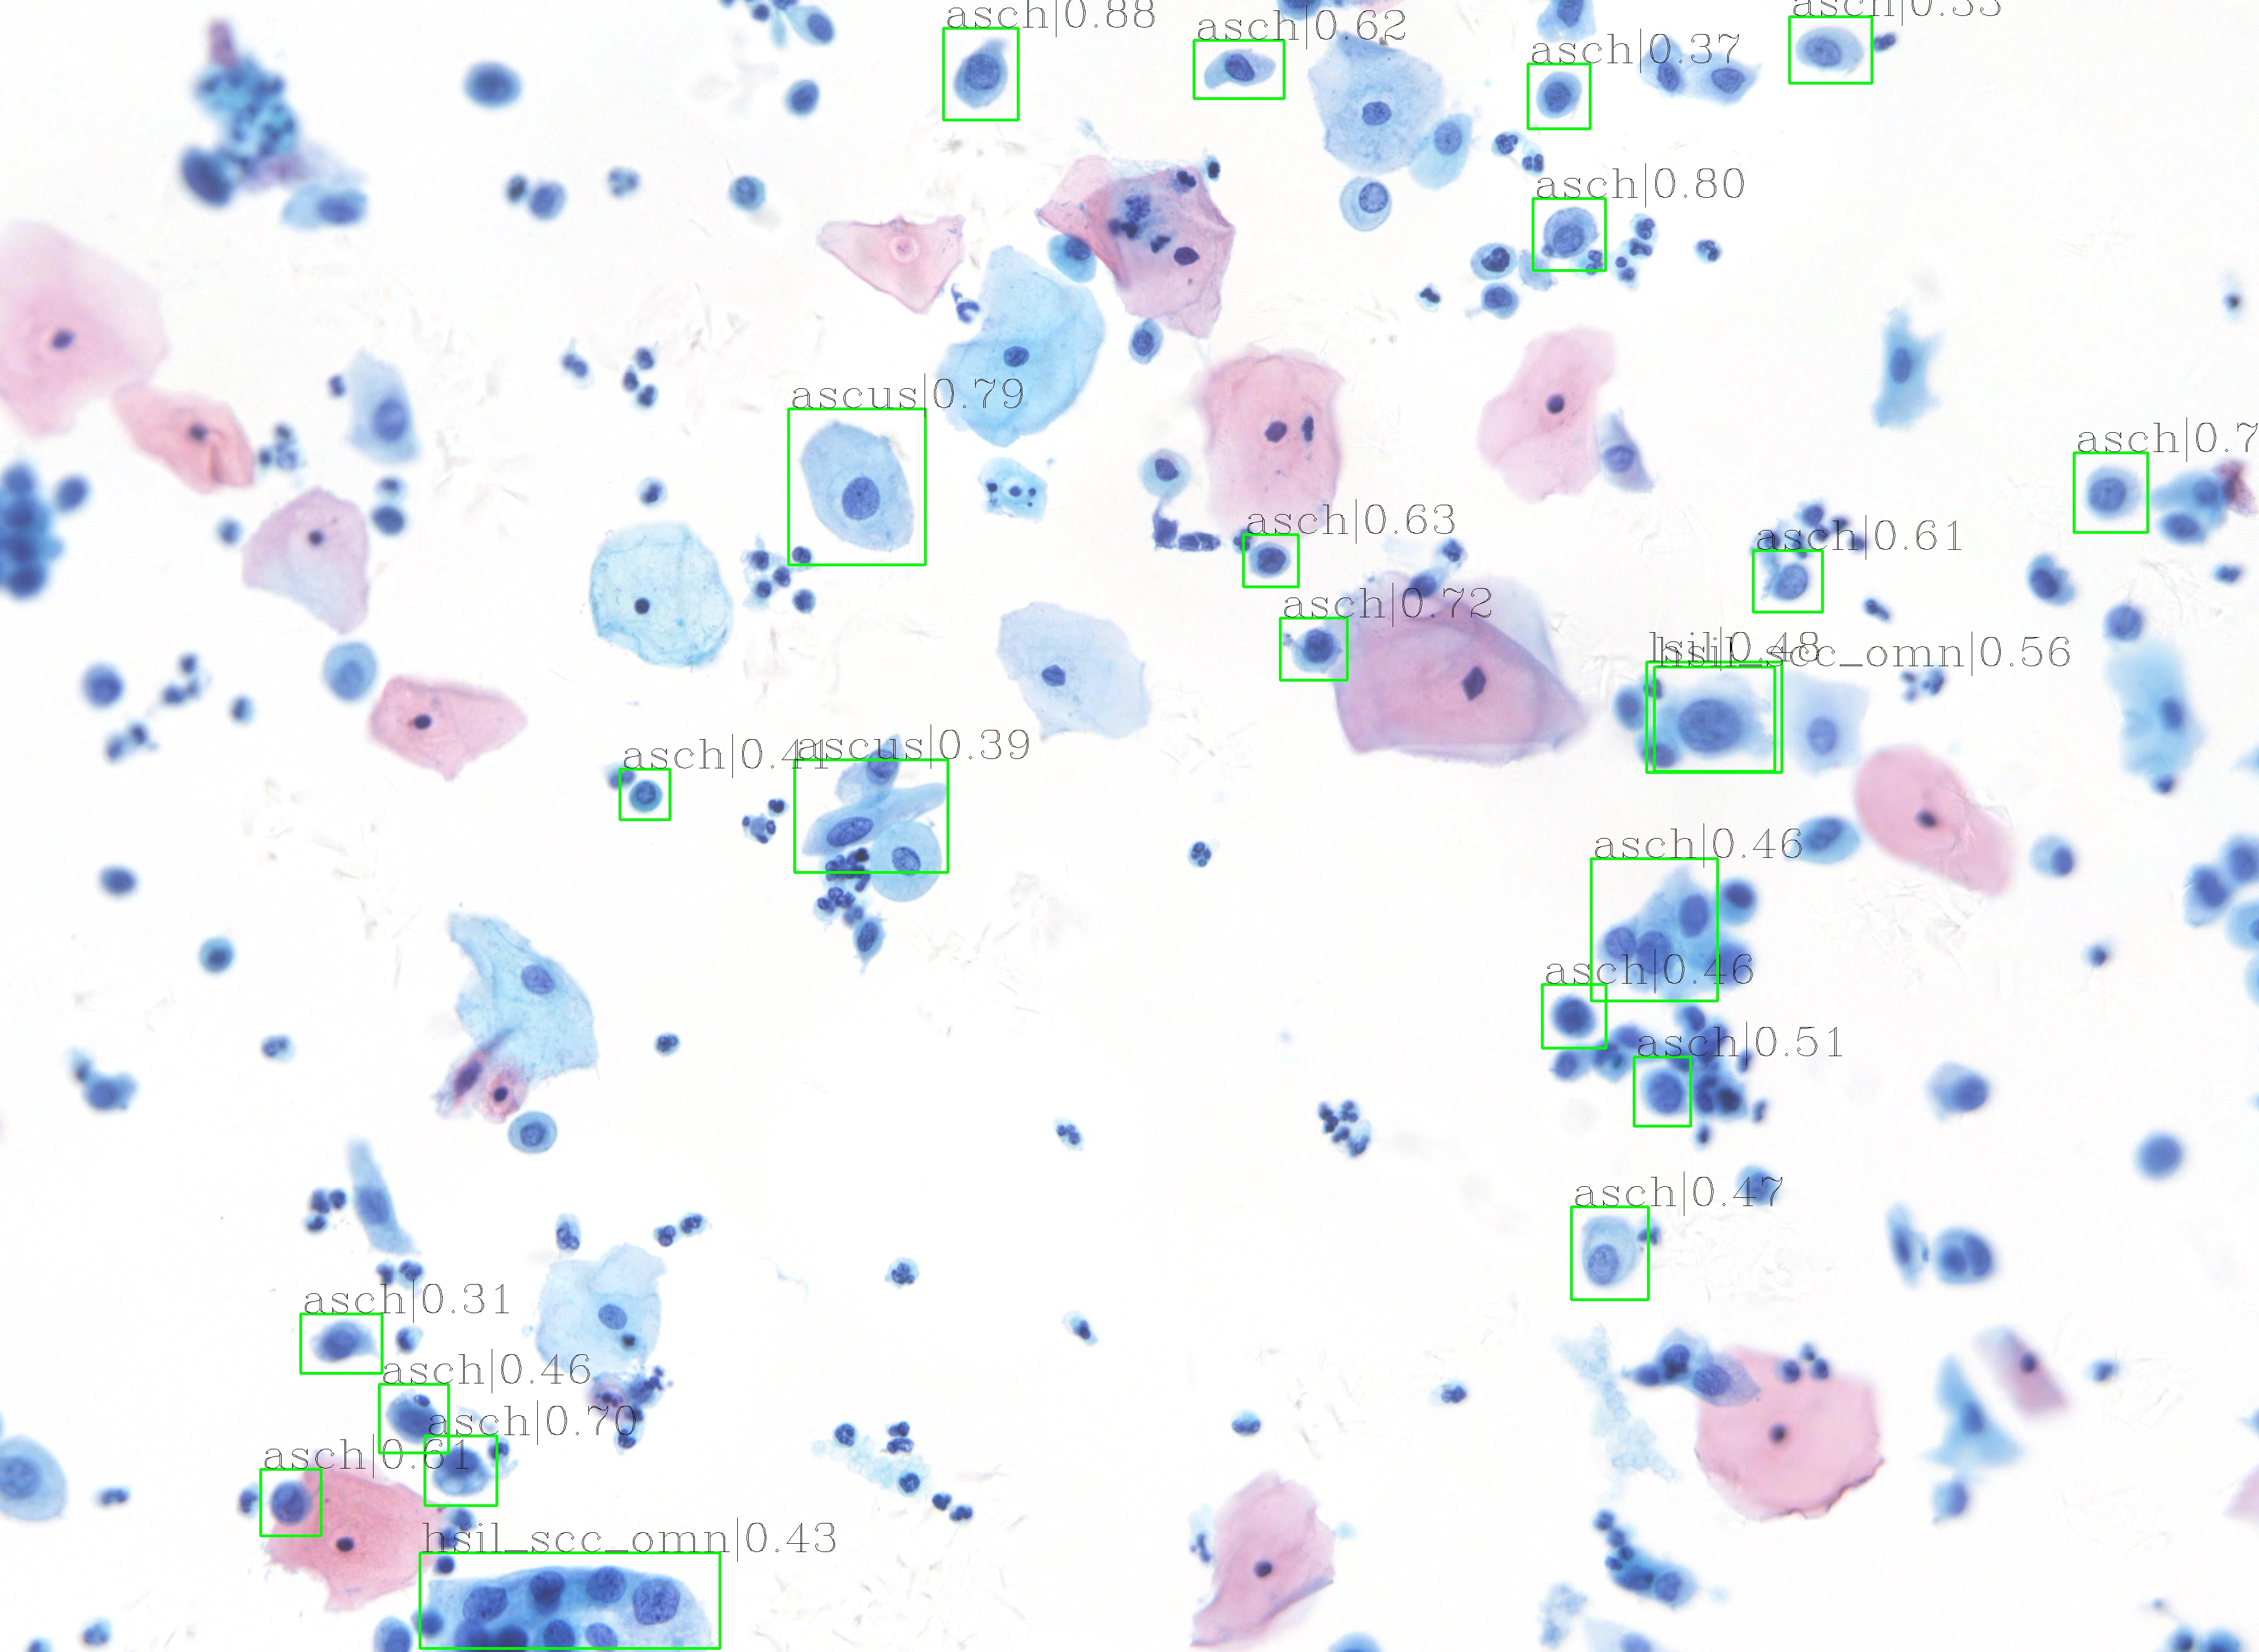 asch|0.88
asch|0.62
asch|0.33
asch|0.37
asch|0.80
ascus|0.79
asch|0.7
asch|0.63
asch|0.61
asch|0.72
lsil|0.48
hsil_scc_omn|0.56
asch|0.41
ascus|0.39
asch|0.46
asch|0.46
asch|0.51
asch|0.47
asch|0.31
asch|0.46
asch|0.70
asch|0.61
hsil_scc_omn|0.43